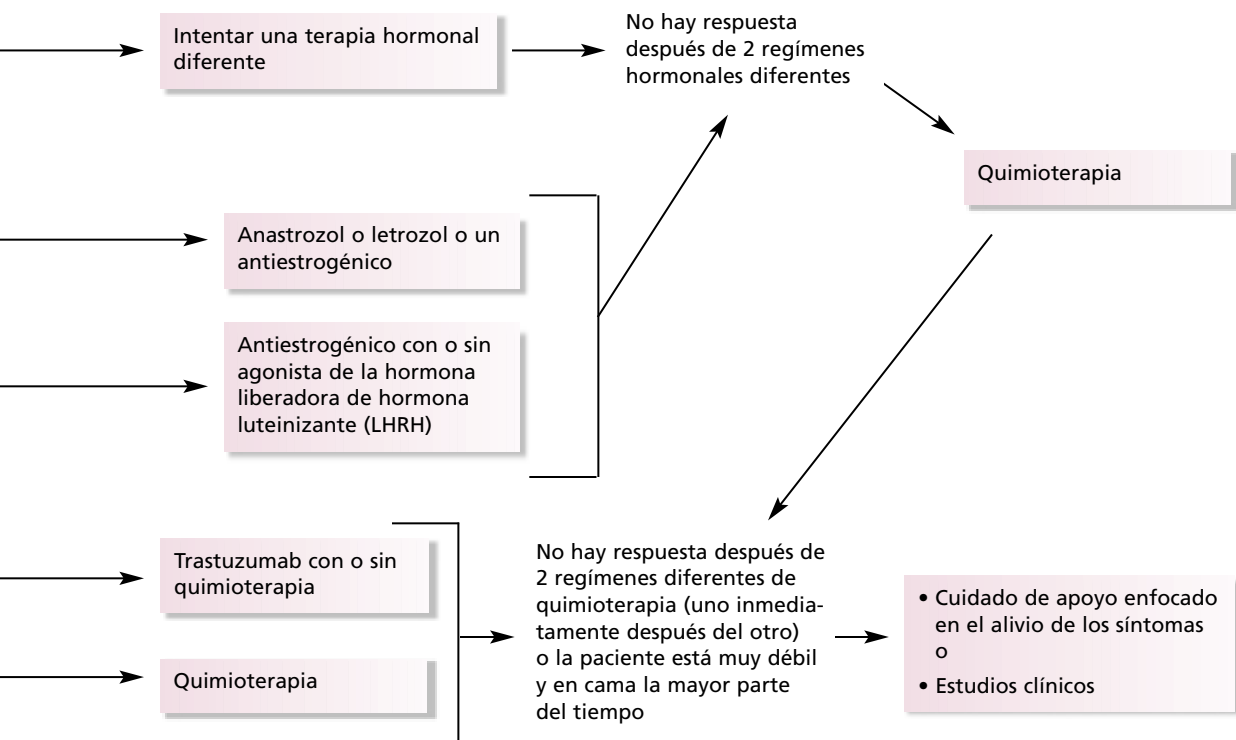 Intentar una terapia hormonal
diferente
No hay respuesta
después de 2 regímenes
hormonales diferentes
Quimioterapia
Anastrozol o letrozol o un
antiestrogénico
Antiestrogénico con o sin
agonista de la hormona
liberadora de hormona
luteinizante (LHRH)
Trastuzumab con o sin
quimioterapia
Quimioterapia
No hay respuesta después de
2 regímenes diferentes de
quimioterapia (uno inmedia-
tamente después del otro)
o la paciente está muy débil
y en cama la mayor parte
del tiempo
• Cuidado de apoyo enfocado
en el alivio de los síntomas
o
• Estudios clínicos